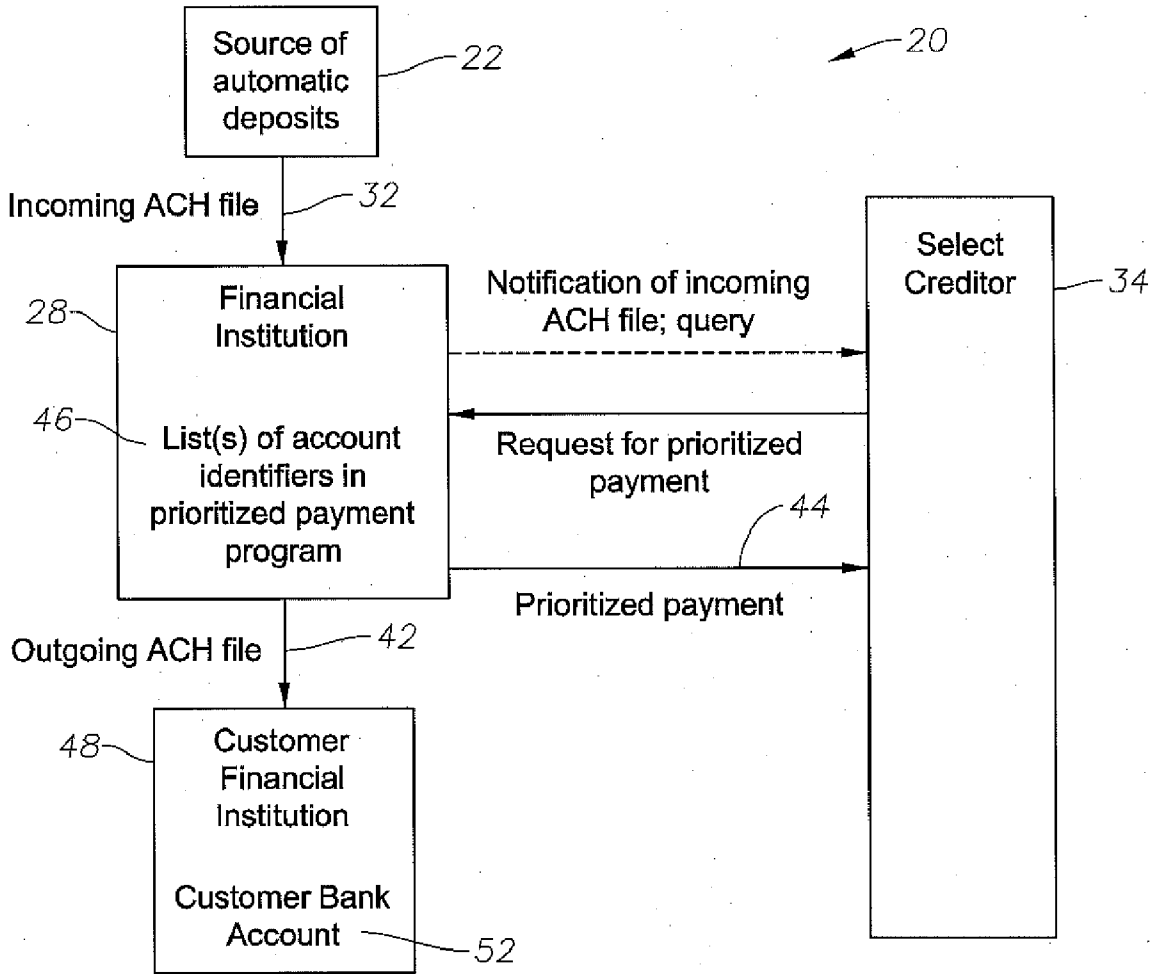 Source of
automatic
deposits
22
20
Incoming ACH file
32
Financial
Institution
28
46
List(s) of account
identifiers in
prioritized payment
program
Notification of incoming
ACH file; query
Request for prioritized
payment
44
Prioritized payment
Select
Creditor
34
Outgoing ACH file
42
48
Customer
Financial
Institution
Customer Bank
Account
52